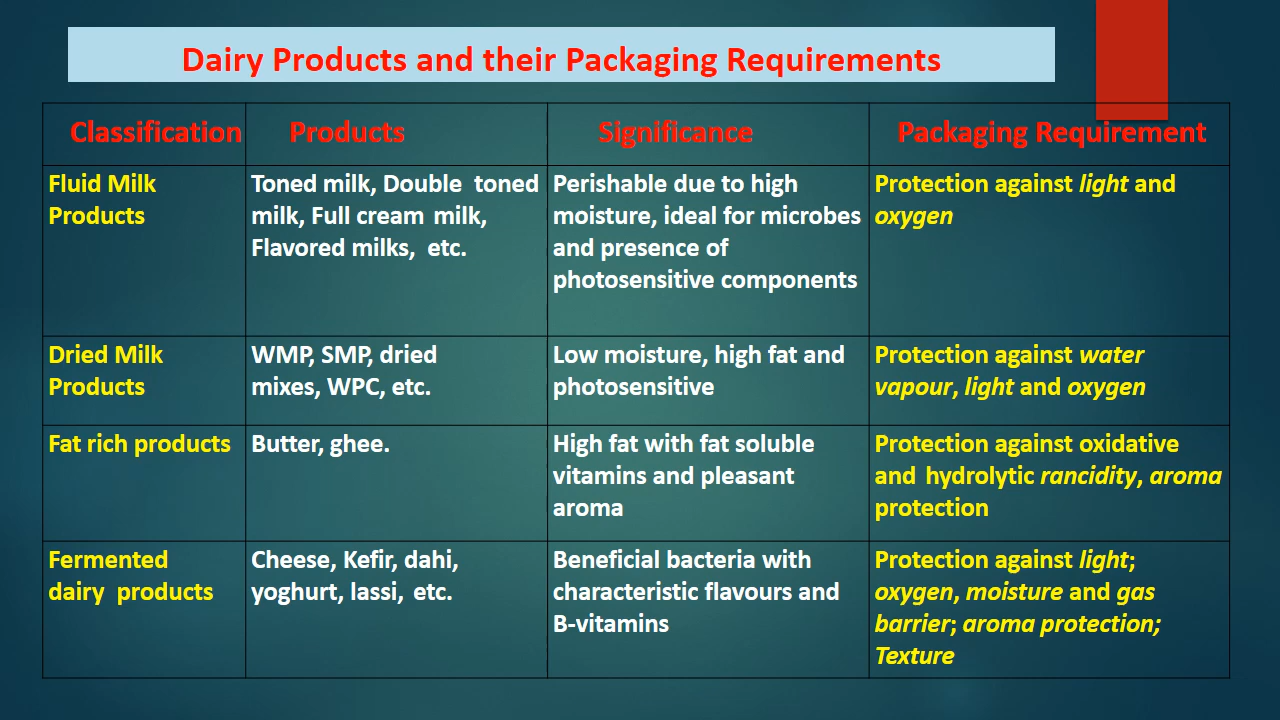 Dairy Products and their Packaging Requirements
Classification
Products
Significance
Packaging Requirement
Fluid Milk
Products
Toned milk, Double toned
milk, Full cream milk,
Flavored milks, etc.
Perishable due to high
moisture, ideal for microbes
and presence of
photosensitive components
Protection against light and
oxygen
Dried Milk
Products
WMP, SMP, dried
mixes, WPC, etc.
Low moisture, high fat and
photosensitive
Protection against water
vapour, light and oxygen
Fat rich products
Butter, ghee.
High fat with fat soluble
vitamins and pleasant
aroma
Protection against oxidative
and hydrolytic rancidity, aroma
protection
Fermented
dairy products
Cheese, Kefir, dahi,
yoghurt, lassi, etc.
Beneficial bacteria with
characteristic flavours and
B-vitamins
Protection against light;
oxygen, moisture and gas
barrier; aroma protection;
Texture